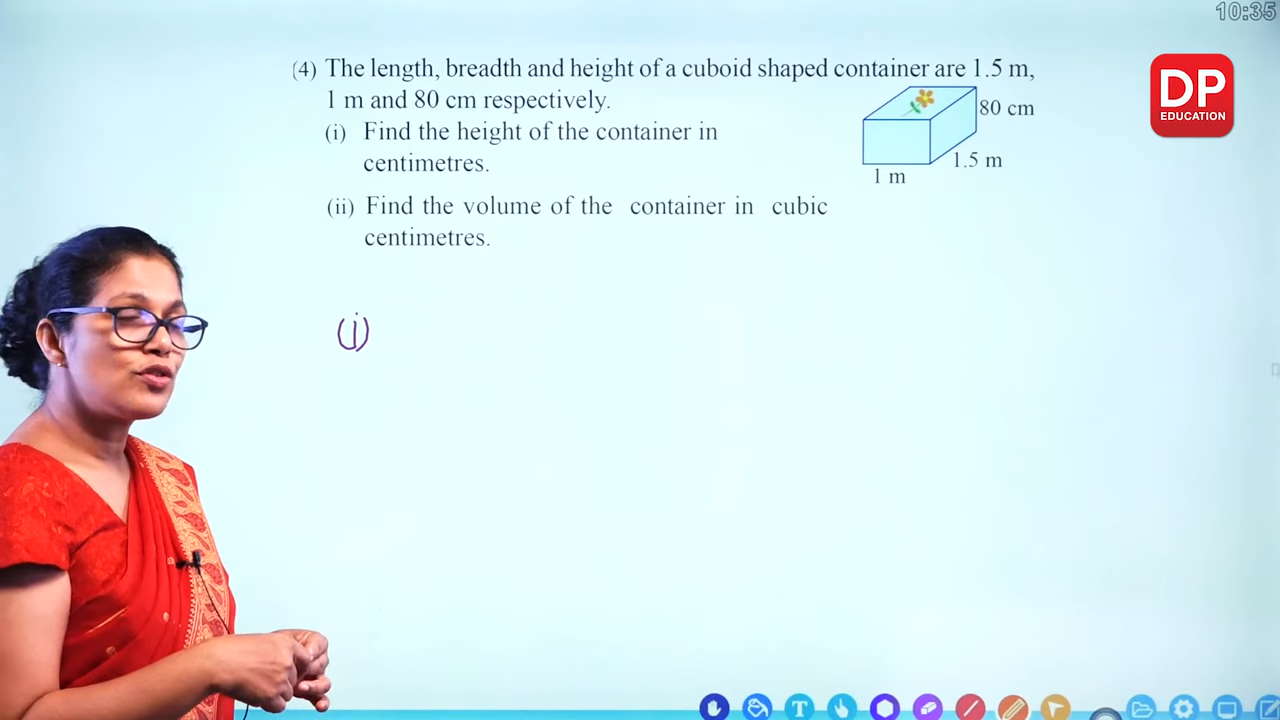 10:35
(4) The length, breadth and height of a cuboid shaped container are 1.5 m,
1 m and 80 cm respectively.
(i) Find the height of the container in
centimetres.
(ii) Find the volume of the container in cubic
centimetres.
80 cm
1.5 m
1 m
DP
EDUCATION
(i)
T